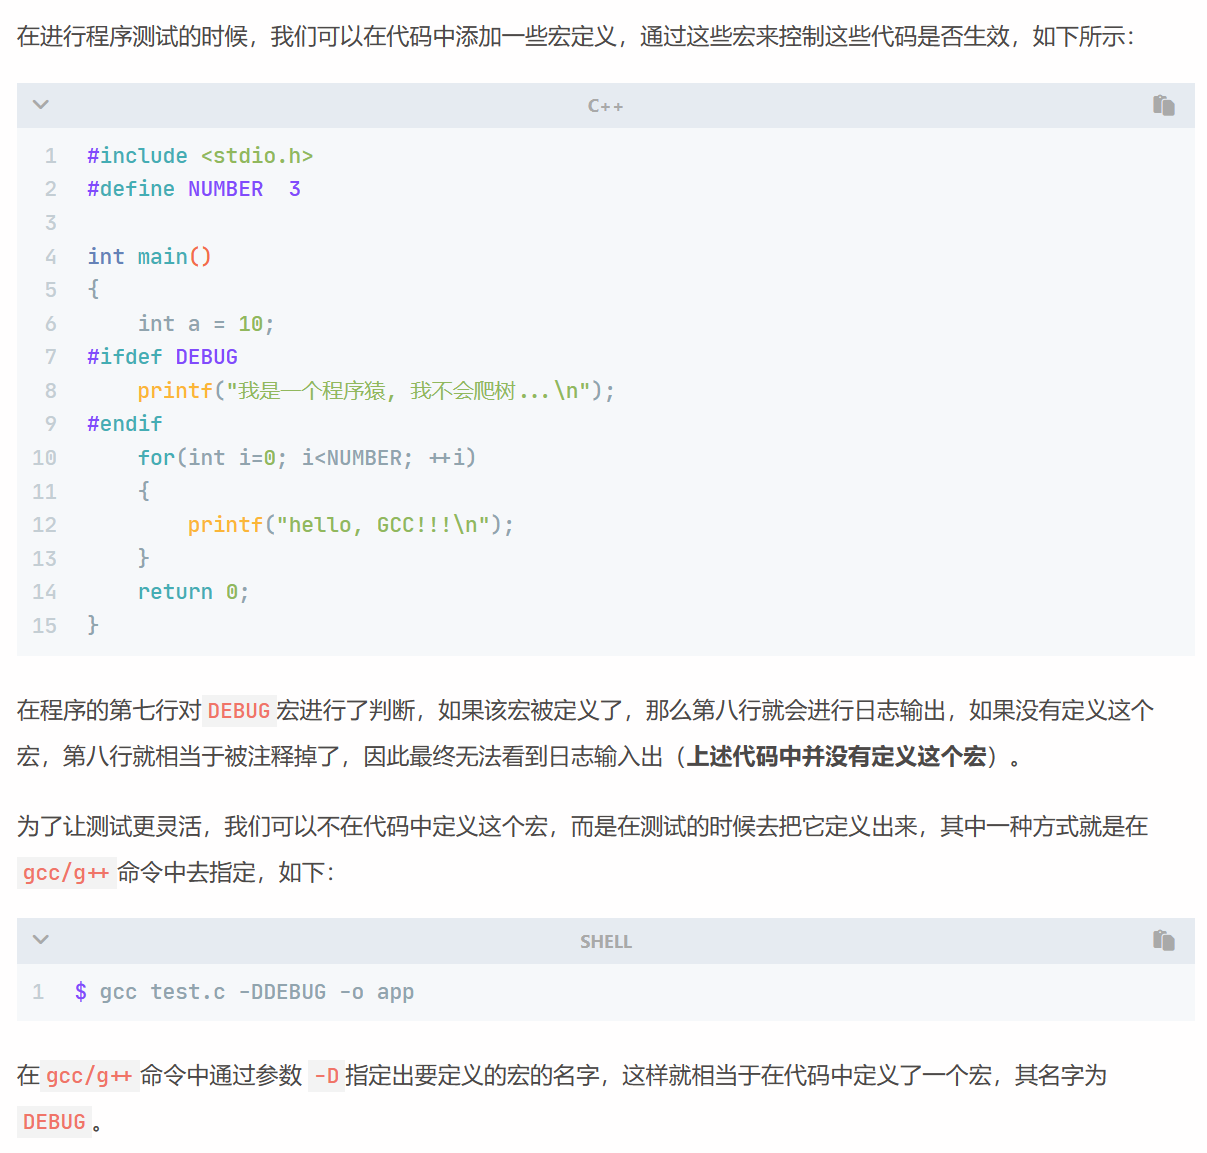 在进行程序测试的时候，我们可以在代码中添加一些宏定义，通过这些宏来控制这些代码是否生效，如下所示：
C++
1 #include <stdio.h>
2 #define NUMBER  3
3
4 int main()
5 {
6     int a = 10;
7 #ifdef DEBUG
8     printf("我是一个程序猿, 我不会爬树...\n");
9 #endif
10     for(int i=0; i<NUMBER; ++i)
11     {
12         printf("hello, GCC!!!\n");
13     }
14     return 0;
15 }
在程序的第七行对DEBUG宏进行了判断，如果该宏被定义了，那么第八行就会进行日志输出，如果没有定义这个
宏，第八行就相当于被注释掉了，因此最终无法看到日志输入出（上述代码中并没有定义这个宏）。
为了让测试更灵活，我们可以不在代码中定义这个宏，而是在测试的时候去把它定义出来，其中一种方式就是在
gcc/g++命令中去指定，如下：
SHELL
1 $ gcc test.c -DDEBUG -o app
在gcc/g++命令中通过参数 -D指定出要定义的宏的名字，这样就相当于在代码中定义了一个宏，其名字为
DEBUG。